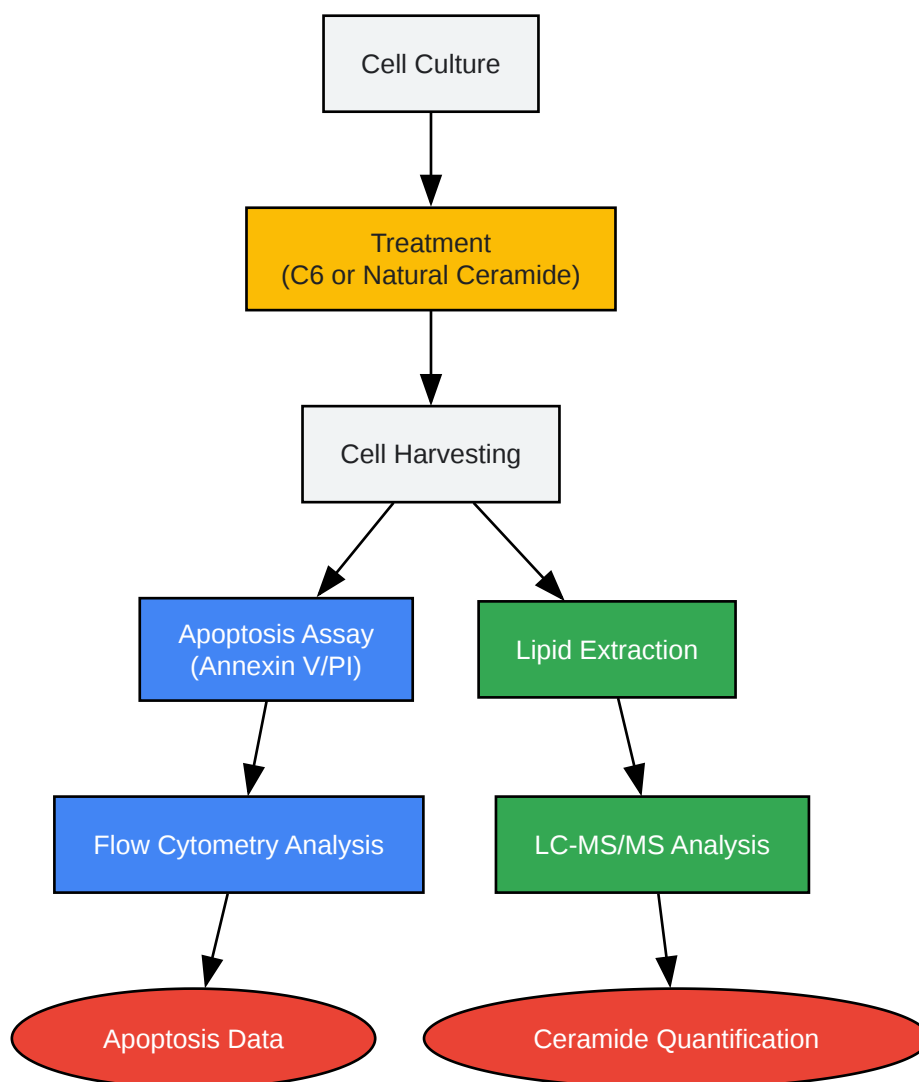 Cell Culture
Treatment
(C6 or Natural Ceramide)
Cell Harvesting
Apoptosis Assay
(Annexin V/PI)
Lipid Extraction
Flow Cytometry Analysis
LC-MS/MS Analysis
Apoptosis Data
Ceramide Quantification